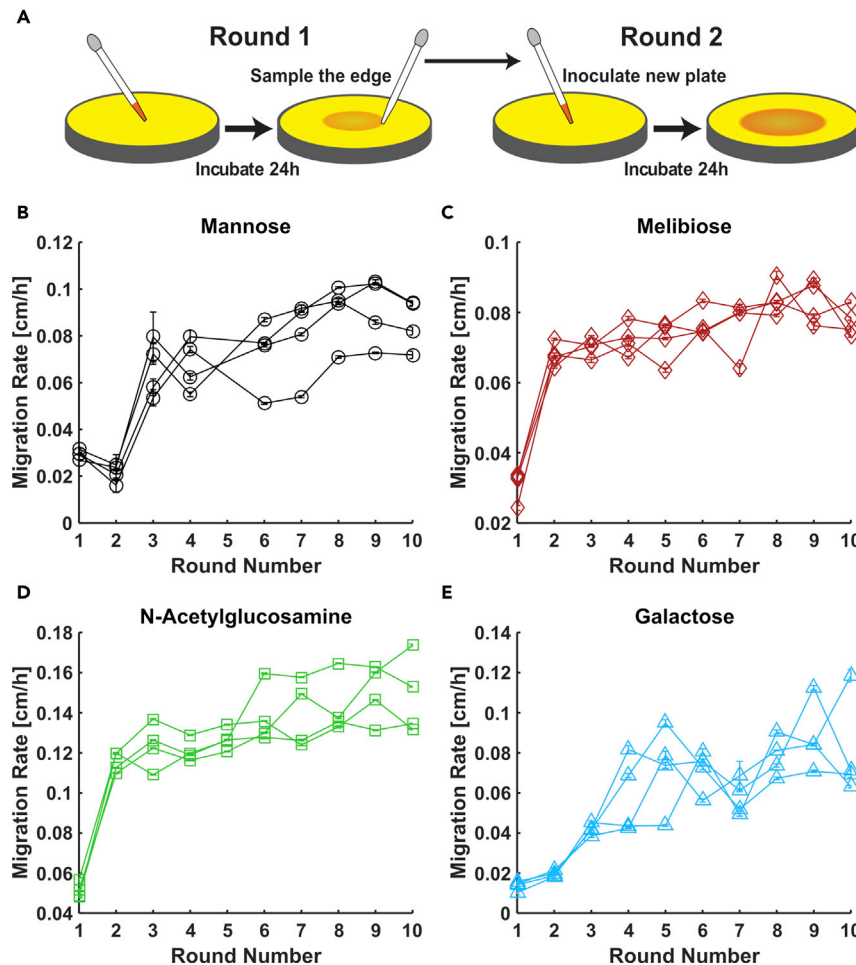 A
Round 1
Round 2
Sample the edge
Inoculate new plate
Incubate 24h
Incubate 24h
B
Mannose
0.12
0.1
0.08
0.06
0.04
0.02
0
Migration Rate [cm/h]
1 2 3 4 5 6 7 8 9 10
Round Number
C
Melibiose
0.1
0.08
0.06
0.04
0.02
Migration Rate [cm/h]
1 2 3 4 5 6 7 8 9 10
Round Number
D
N-Acetylglucosamine
0.18
0.16
0.14
0.12
0.1
0.08
0.06
0.04
Migration Rate [cm/h]
1 2 3 4 5 6 7 8 9 10
Round Number
E
Galactose
0.14
0.12
0.1
0.08
0.06
0.04
0.02
0
Migration Rate [cm/h]
1 2 3 4 5 6 7 8 9 10
Round Number